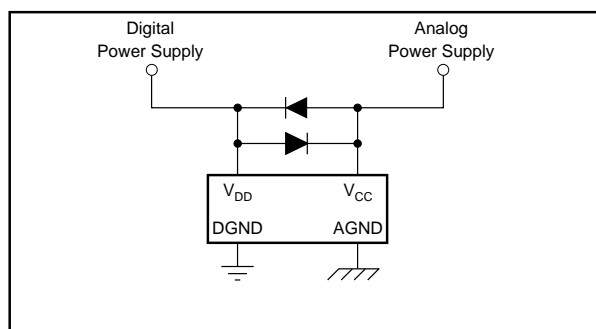 Digital
Power Supply
Analog
Power Supply
VDD
VCC
DGND
AGND